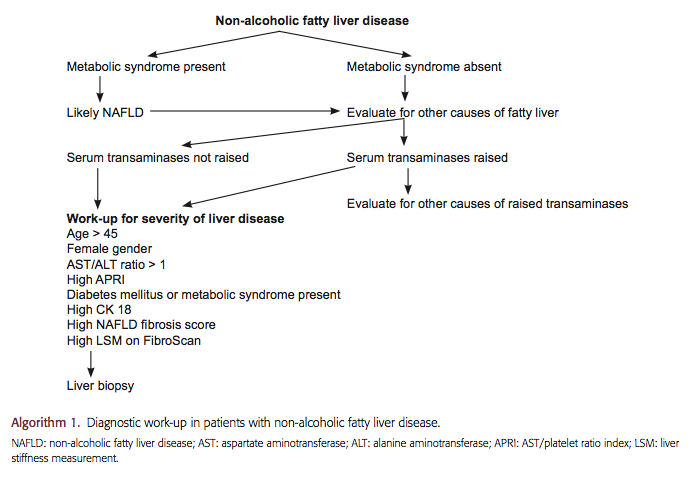 Non-alcoholic fatty liver disease
Metabolic syndrome present
Metabolic syndrome absent
Likely NAFLD
Evaluate for other causes of fatty liver
Serum transaminases not raised
Serum transaminases raised
Evaluate for other causes of raised transaminases
Work-up for severity of liver disease
Age > 45
Female gender
AST/ALT ratio > 1
High APRI
Diabetes mellitus or metabolic syndrome present
High CK 18
High NAFLD fibrosis score
High LSM on FibroScan
Liver biopsy
Algorithm 1. Diagnostic work-up in patients with non-alcoholic fatty liver disease.
NAFLD: non-alcoholic fatty liver disease; AST: aspartate aminotransferase; ALT: alanine aminotransferase; APRI: AST/platelet ratio index; LSM: liver
stiffness measurement.